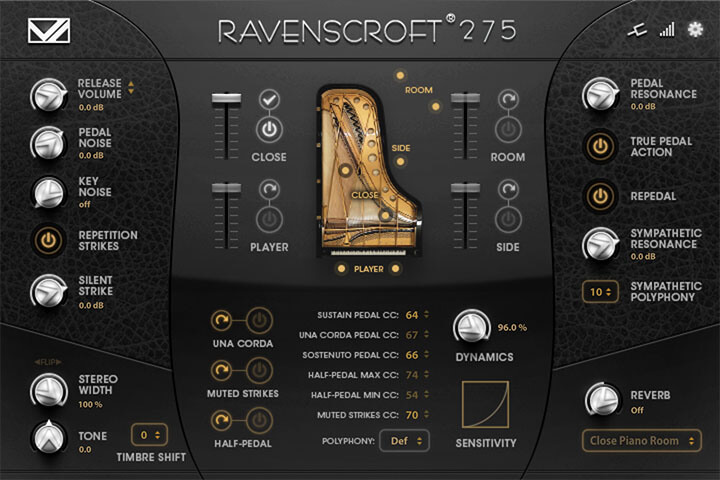 RAVENSCROFT® 275
RELEASE
VOLUME
0.0 dB
PEDAL
NOISE
0.0 dB
KEY
NOISE
off
REPETITION
STRIKES
SILENT
STRIKE
0.0 dB
◀FLIP▶
STEREO
WIDTH
100 %
TONE
0.0
0
TIMBRE SHIFT
CLOSE
PLAYER
ROOM
SIDE
CLOSE
PLAYER
ROOM
SIDE
UNA CORDA
MUTED STRIKES
HALF-PEDAL
SUSTAIN PEDAL CC: 64
UNA CORDA PEDAL CC: 67
SOSTENUTO PEDAL CC: 66
HALF-PEDAL MAX CC: 74
HALF-PEDAL MIN CC: 54
MUTED STRIKES CC: 70
POLYPHONY: Def
96.0 %
DYNAMICS
SENSITIVITY
PEDAL
RESONANCE
0.0 dB
TRUE PEDAL
ACTION
REPEDAL
SYMPATHETIC
RESONANCE
0.0 dB
10
SYMPATHETIC
POLYPHONY
REVERB
Off
Close Piano Room